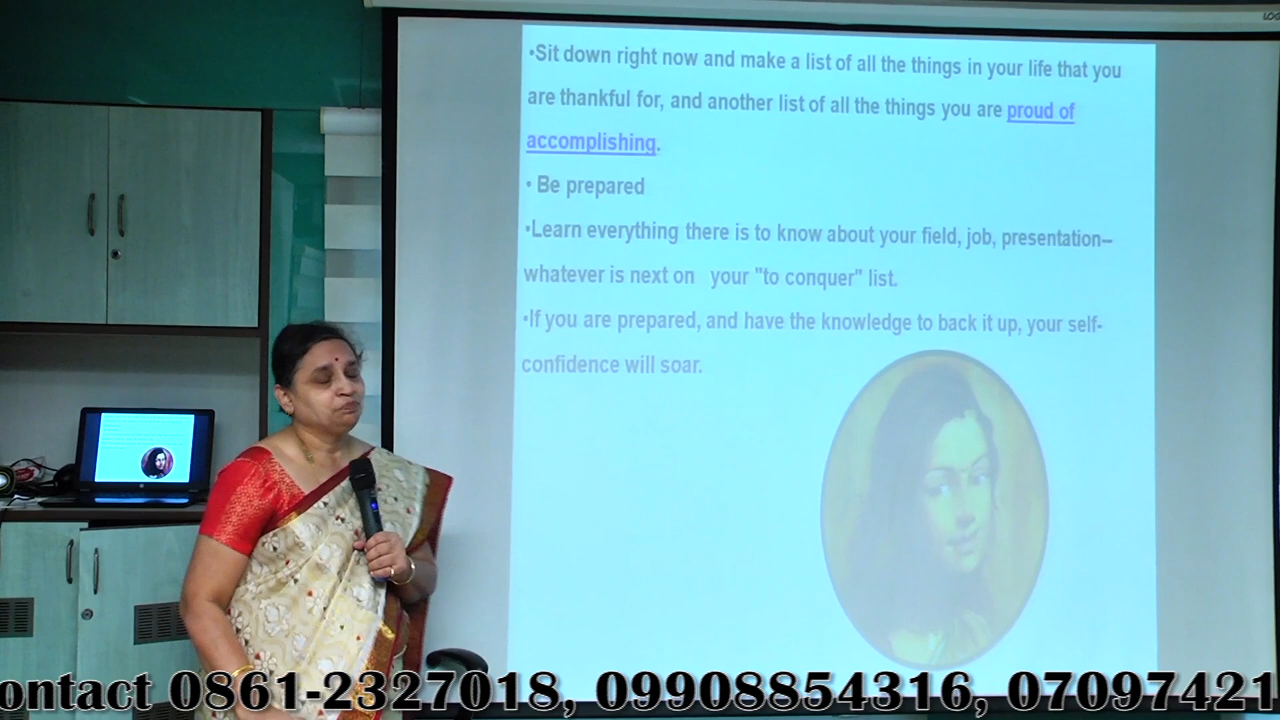 •Sit down right now and make a list of all the things in your life that you
are thankful for, and another list of all the things you are proud of
accomplishing.
• Be prepared
•Learn everything there is to know about your field, job, presentation–
whatever is next on your "to conquer" list.
•If you are prepared, and have the knowledge to back it up, your self-
confidence will soar.
ontact 0861-2327018, 09908854316, 07097421